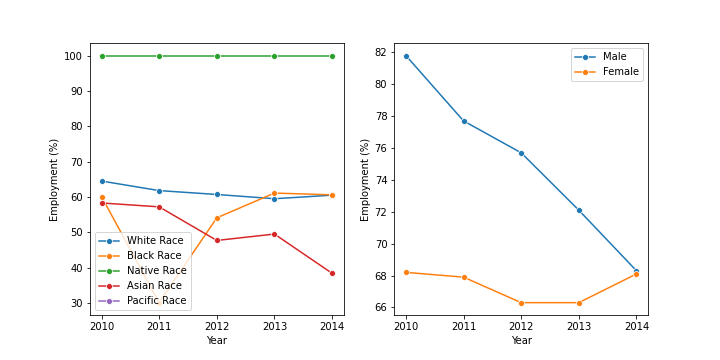 100
90
80
70
60
50
40
30
Employment (%)
White Race
Black Race
Native Race
Asian Race
Pacific Race
2010 2011 2012 2013 2014
Year
82
80
78
76
74
72
70
68
66
Employment (%)
Male
Female
2010 2011 2012 2013 2014
Year